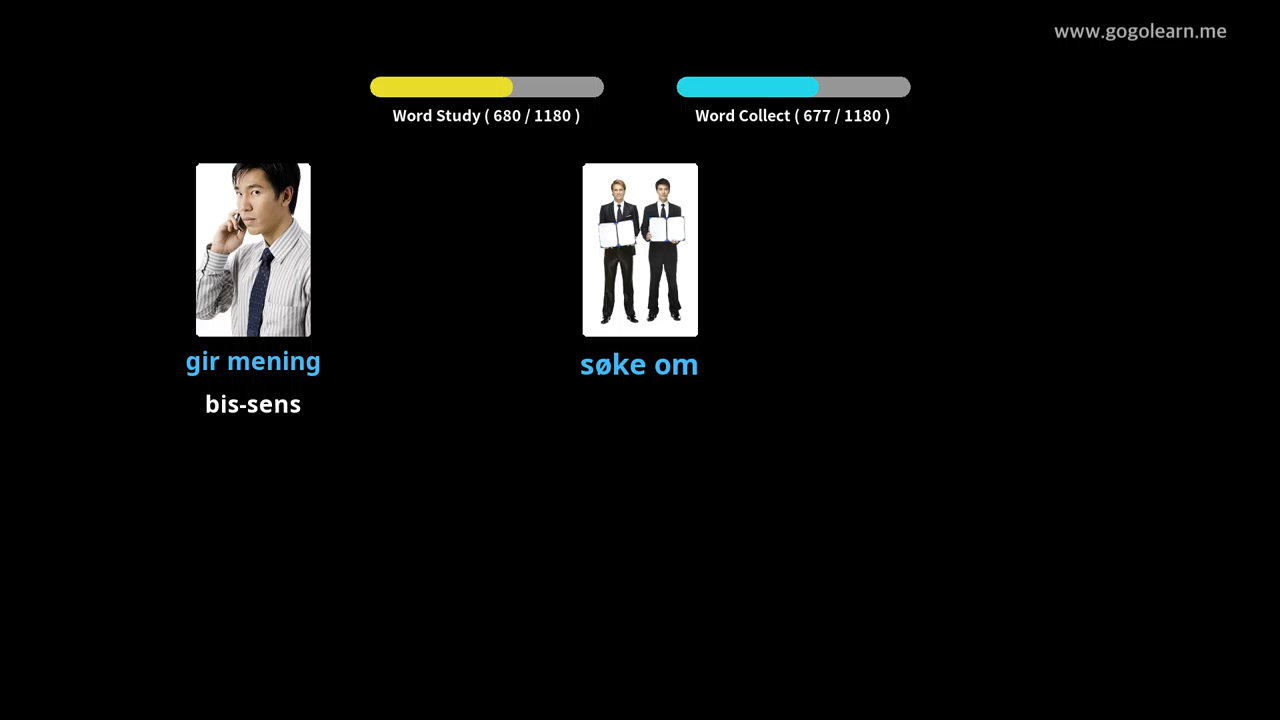 www.gogolearn.me
Word Study ( 680 / 1180 )
Word Collect ( 677 / 1180 )
gir mening
bis-sens
søke om